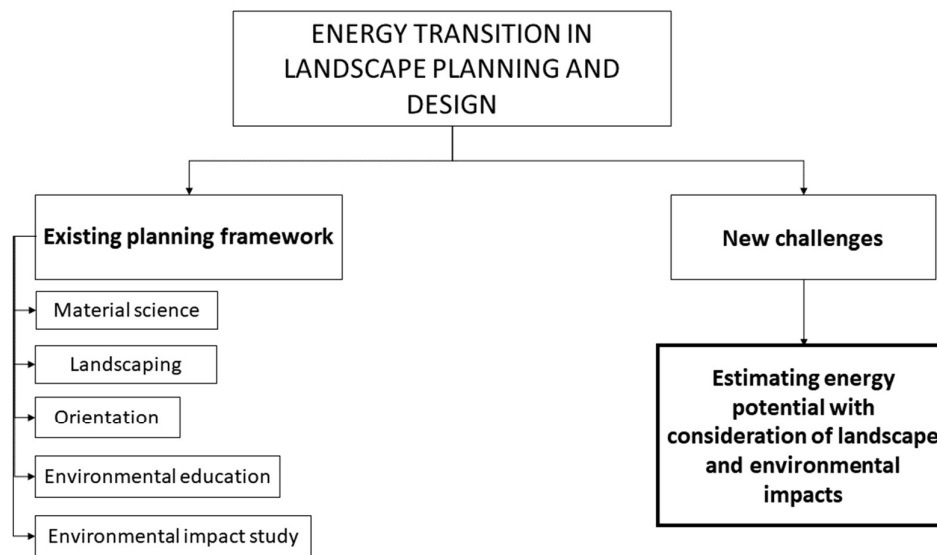 ENERGY TRANSITION IN
LANDSCAPE PLANNING AND
DESIGN
Existing planning framework
New challenges
Material science
Landscaping
Orientation
Environmental education
Environmental impact study
Estimating energy
potential with
consideration of landscape
and environmental
impacts